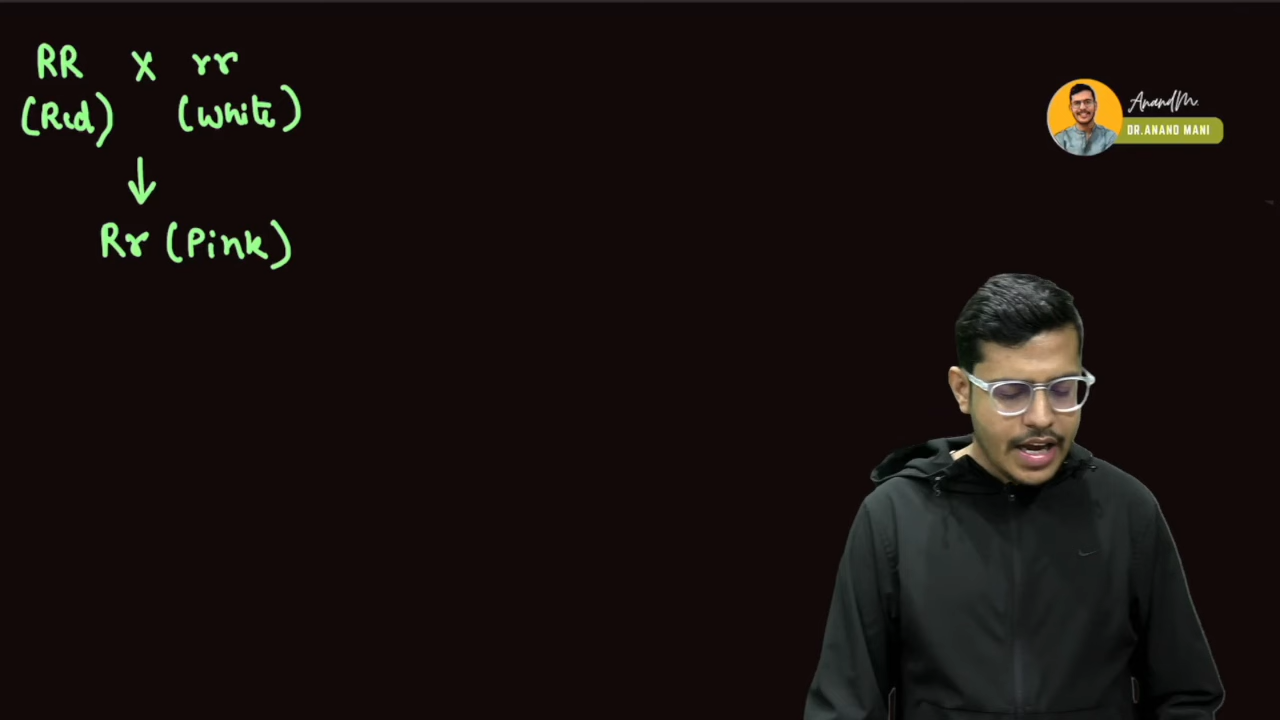 RR x rr
(Red) (White)
↓
Rr (Pink)
AnandM.
DR.ANAND MANI